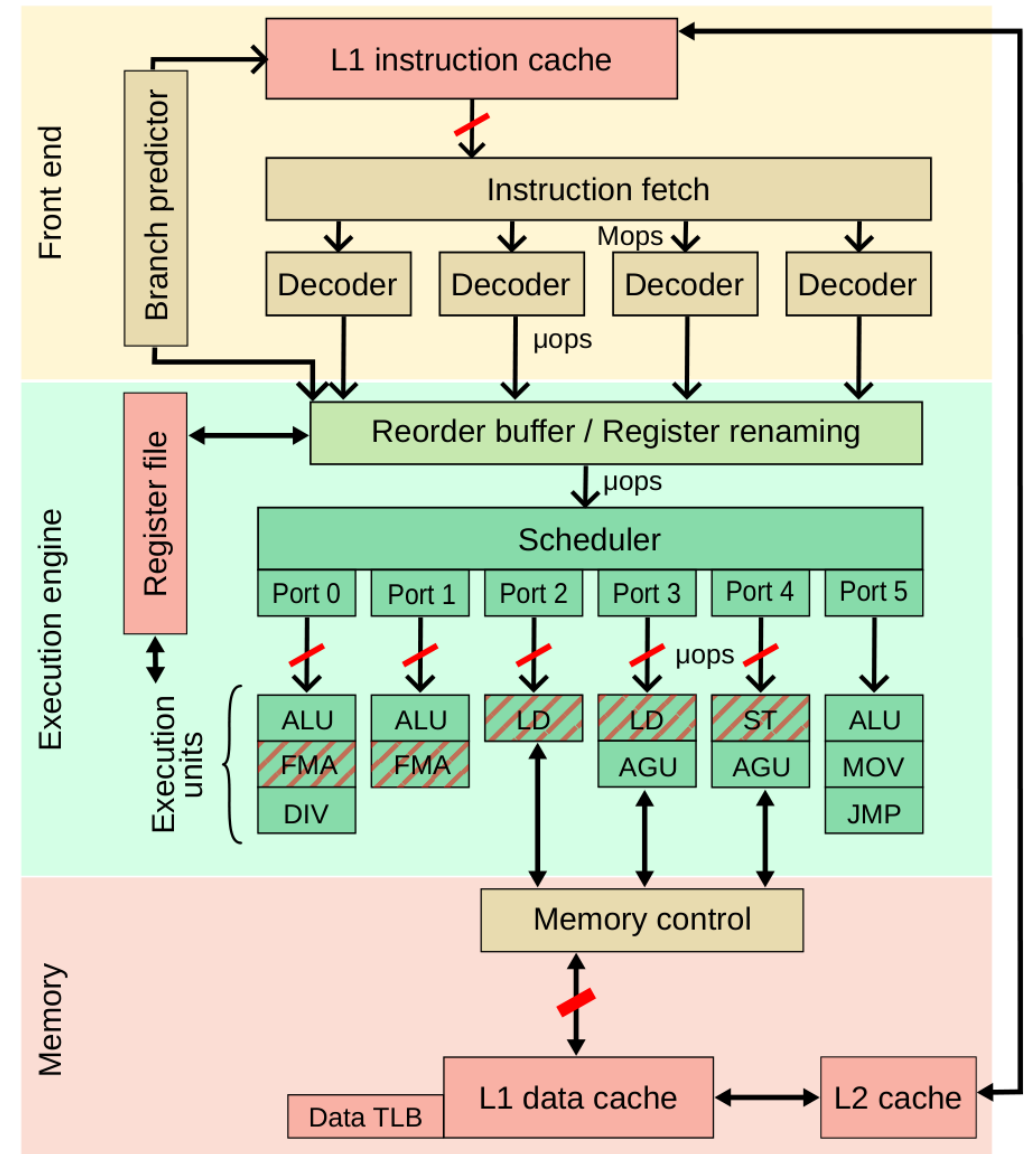 L1 instruction cache
Front end
Branch predictor
Instruction fetch
Mops
Decoder
Decoder
Decoder
Decoder
μops
Reorder buffer / Register renaming
Execution engine
Register file
μops
Scheduler
Port 0
Port 1
Port 2
Port 3
Port 4
Port 5
μops
Execution
units
ALU
ALU
LD
LD
ST
ALU
FMA
FMA
AGU
AGU
MOV
DIV
JMP
Memory
Memory control
L1 data cache
L2 cache
Data TLB